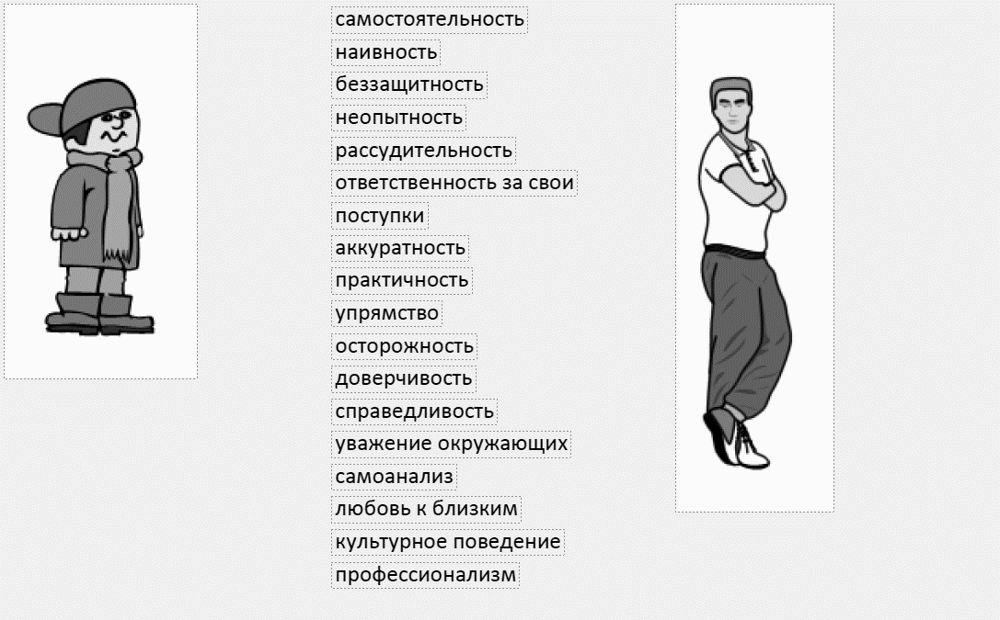 самостоятельность
наивность
беззащитность
неопытность
рассудительность
ответственность за свои
поступки
аккуратность
практичность
упрямство
осторожность
доверчивость
справедливость
уважение окружающих
самоанализ
любовь к близким
культурное поведение
профессионализм